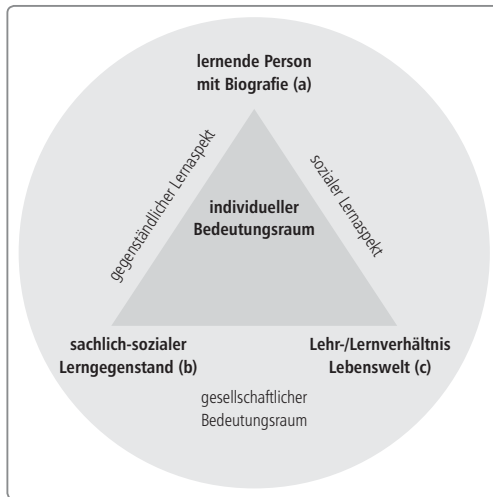 lernende Person
mit Biografie (a)
gegenständlicher Lernaspekt
sozialer Lernaspekt
individueller
Bedeutungsraum
sachlich-sozialer
Lerngegenstand (b)
Lehr-/Lernverhältnis
Lebenswelt (c)
gesellschaftlicher
Bedeutungsraum